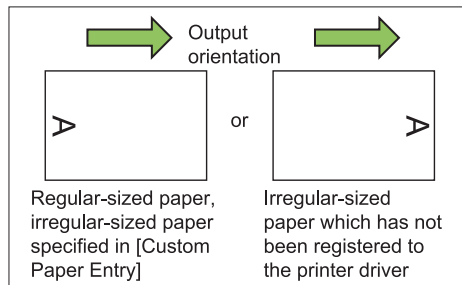 Output
orientation
A
or
A
Regular-sized paper,
irregular-sized paper
specified in [Custom
Paper Entry]
Irregular-sized
paper which has not
been registered to
the printer driver